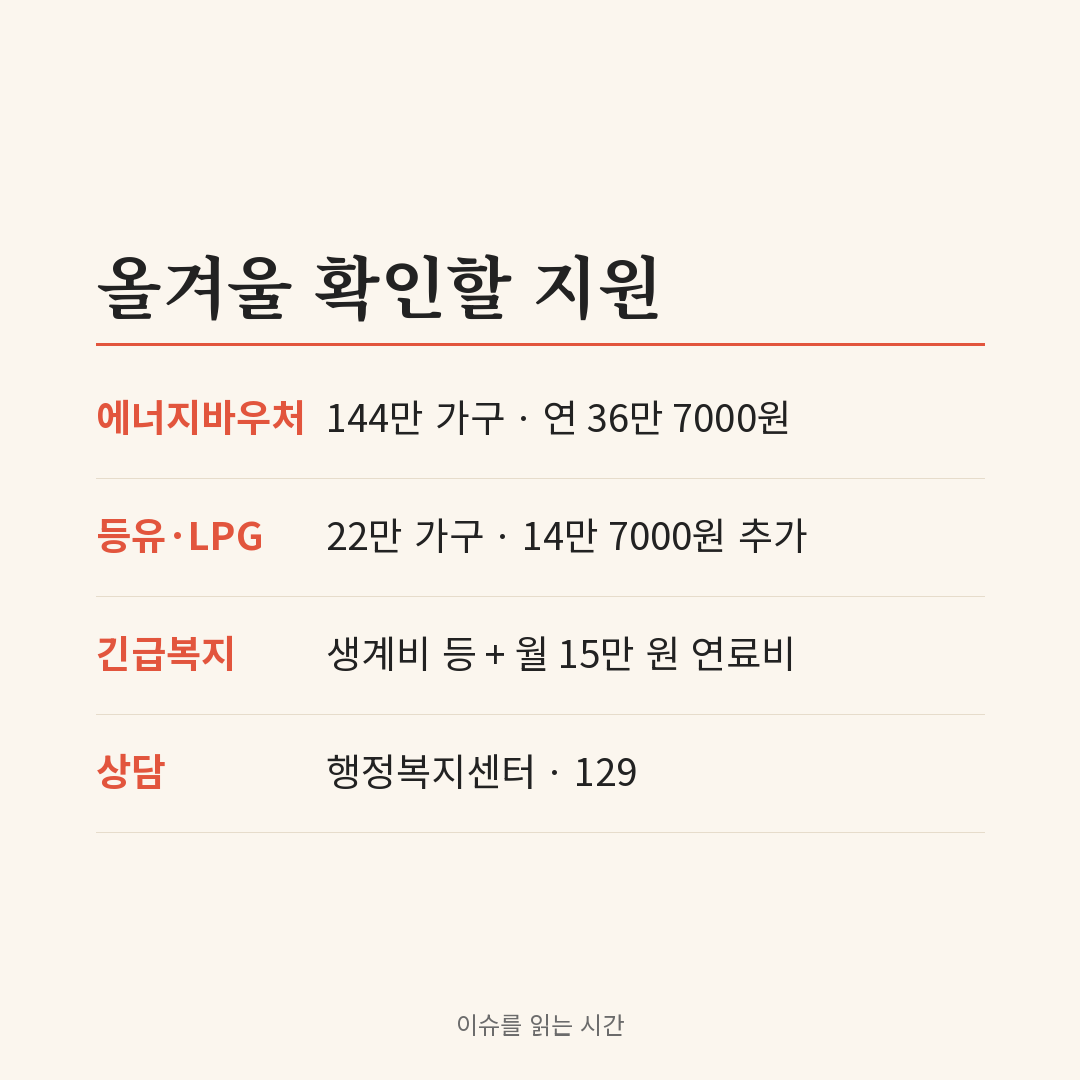 올겨울 확인할 지원
에너지바우처 144만 가구 · 연 36만 7000원
등유·LPG 22만 가구 · 14만 7000원 추가
긴급복지 생계비 등 + 월 15만 원 연료비
상담 행정복지센터 · 129
이슈를 읽는 시간